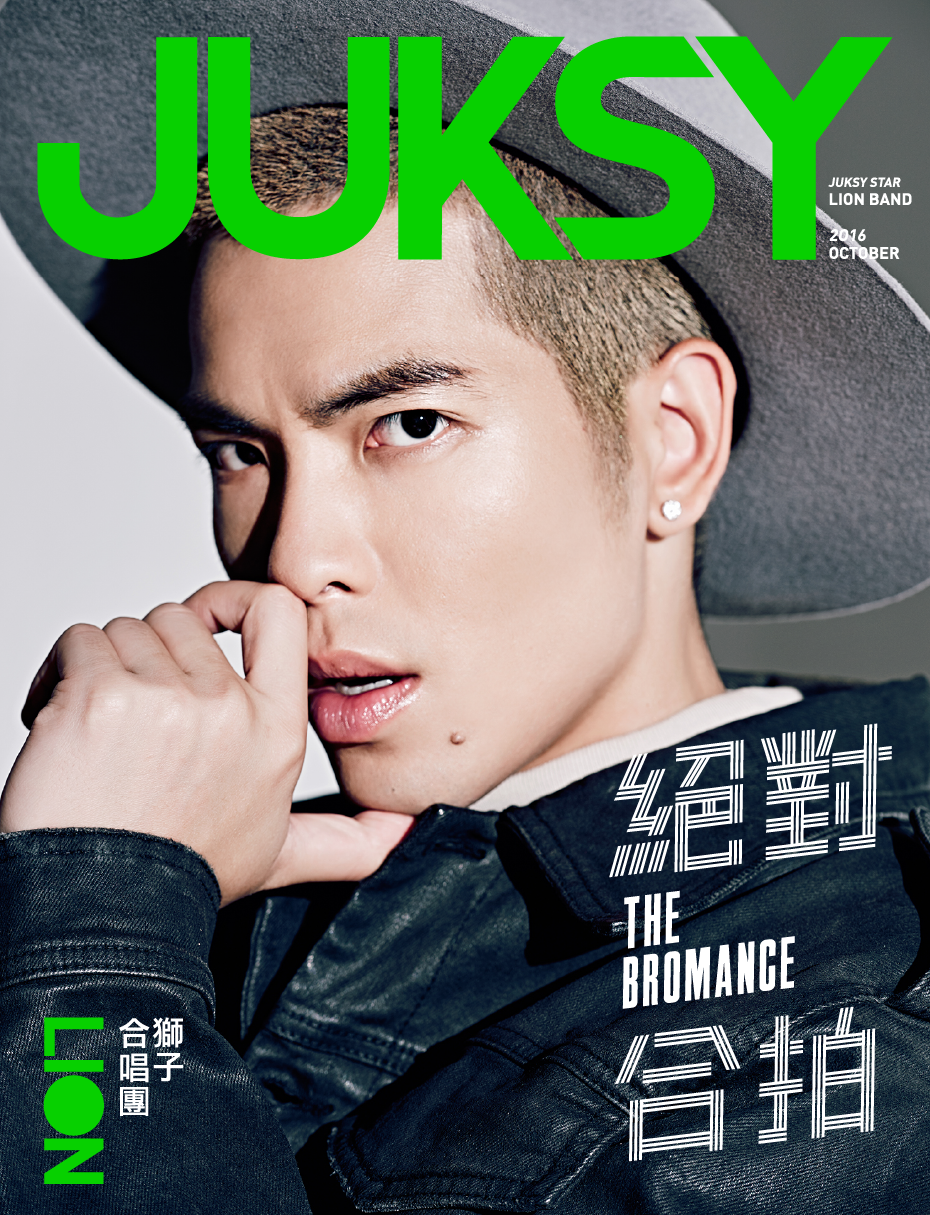 JUKSY
JUKSY STAR
LION BAND
2016
OCTOBER
絕對
THE
BROMANCE
合拍
LION
獅子
合唱團